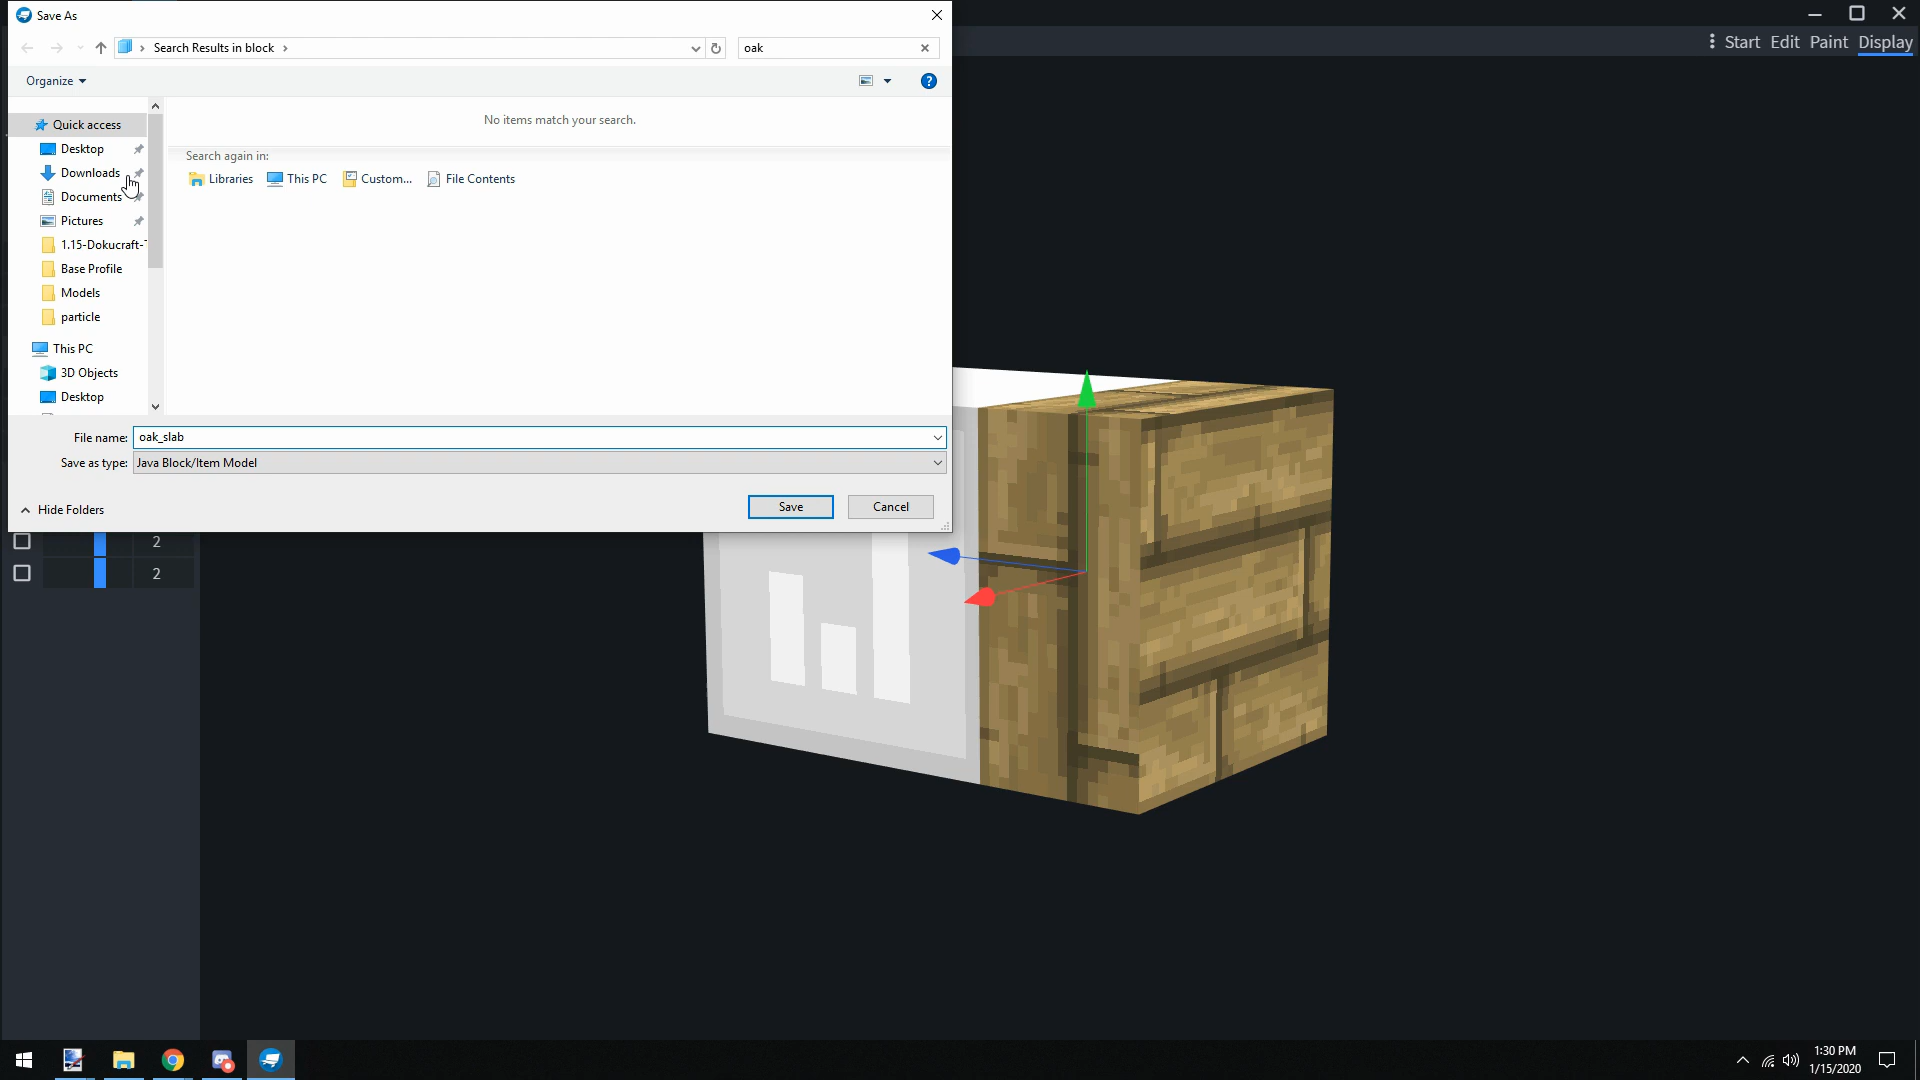 Save As
Search Results in block
oak
Start Edit Paint Display
Organize
No items match your search.
Search again in:
Libraries
This PC
Custom...
File Contents
Quick access
Desktop
Downloads
Documents
Pictures
1.15-Dokucraft-
Base Profile
Models
particle
This PC
3D Objects
Desktop
File name: oak_slab
Save as type: Java Block/Item Model
Hide Folders
Save
Cancel
2
2
1:30 PM
1/15/2020